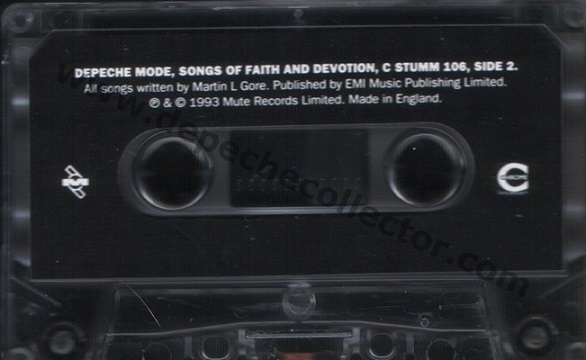 DEPECHE MODE, SONGS OF FAITH AND DEVOTION, C STUMM 106, SIDE 2.
All songs written by Martin L Gore. Published by EMI Music Publishing Limited.
℗ & © 1993 Mute Records Limited. Made in England.
www.depechecollector.com